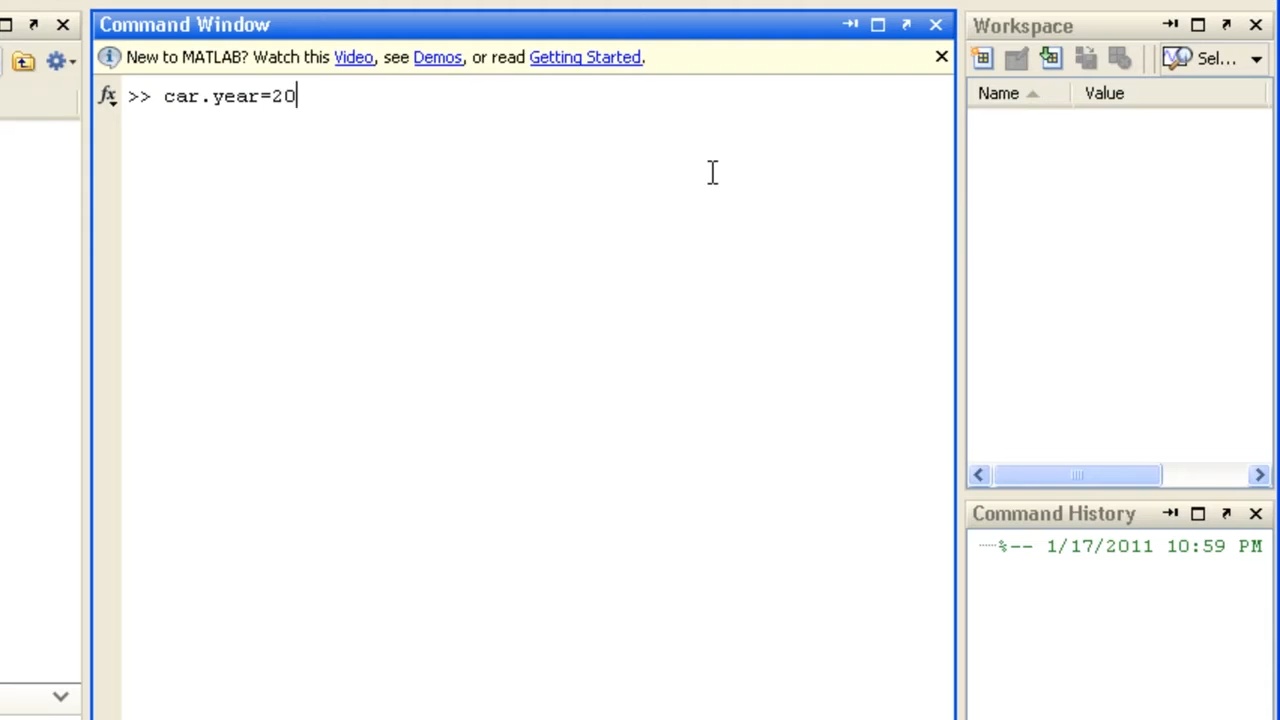 Command Window
New to MATLAB? Watch this Video, see Demos, or read Getting Started.
fx >> car.year=20
Workspace
Sel...
Name Value
Command History
%-- 1/17/2011 10:59 PM